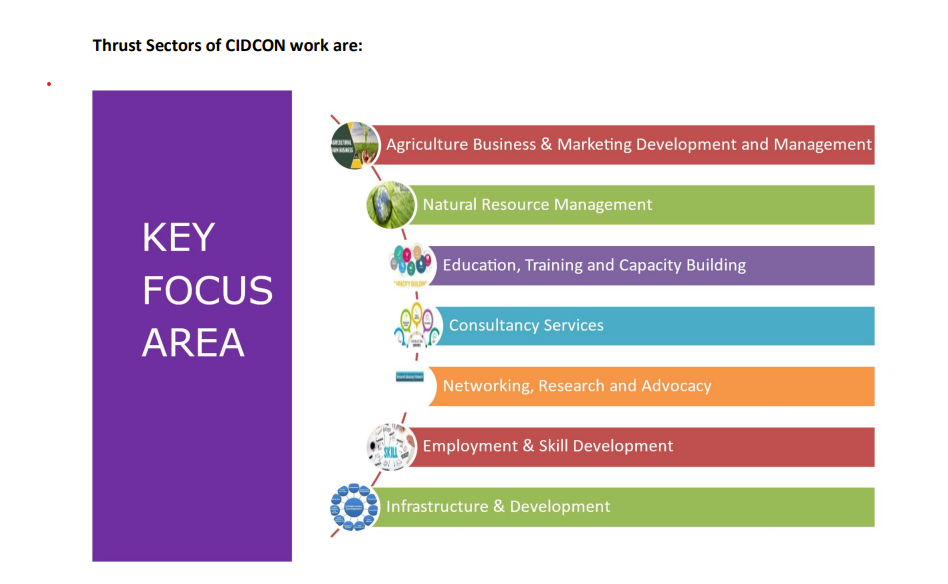 Thrust Sectors of CIDCON work are:
KEY
FOCUS
AREA
Agriculture Business & Marketing Development and Management
Natural Resource Management
Education, Training and Capacity Building
Consultancy Services
Networking, Research and Advocacy
SKILL
Employment & Skill Development
Infrastructure & Development